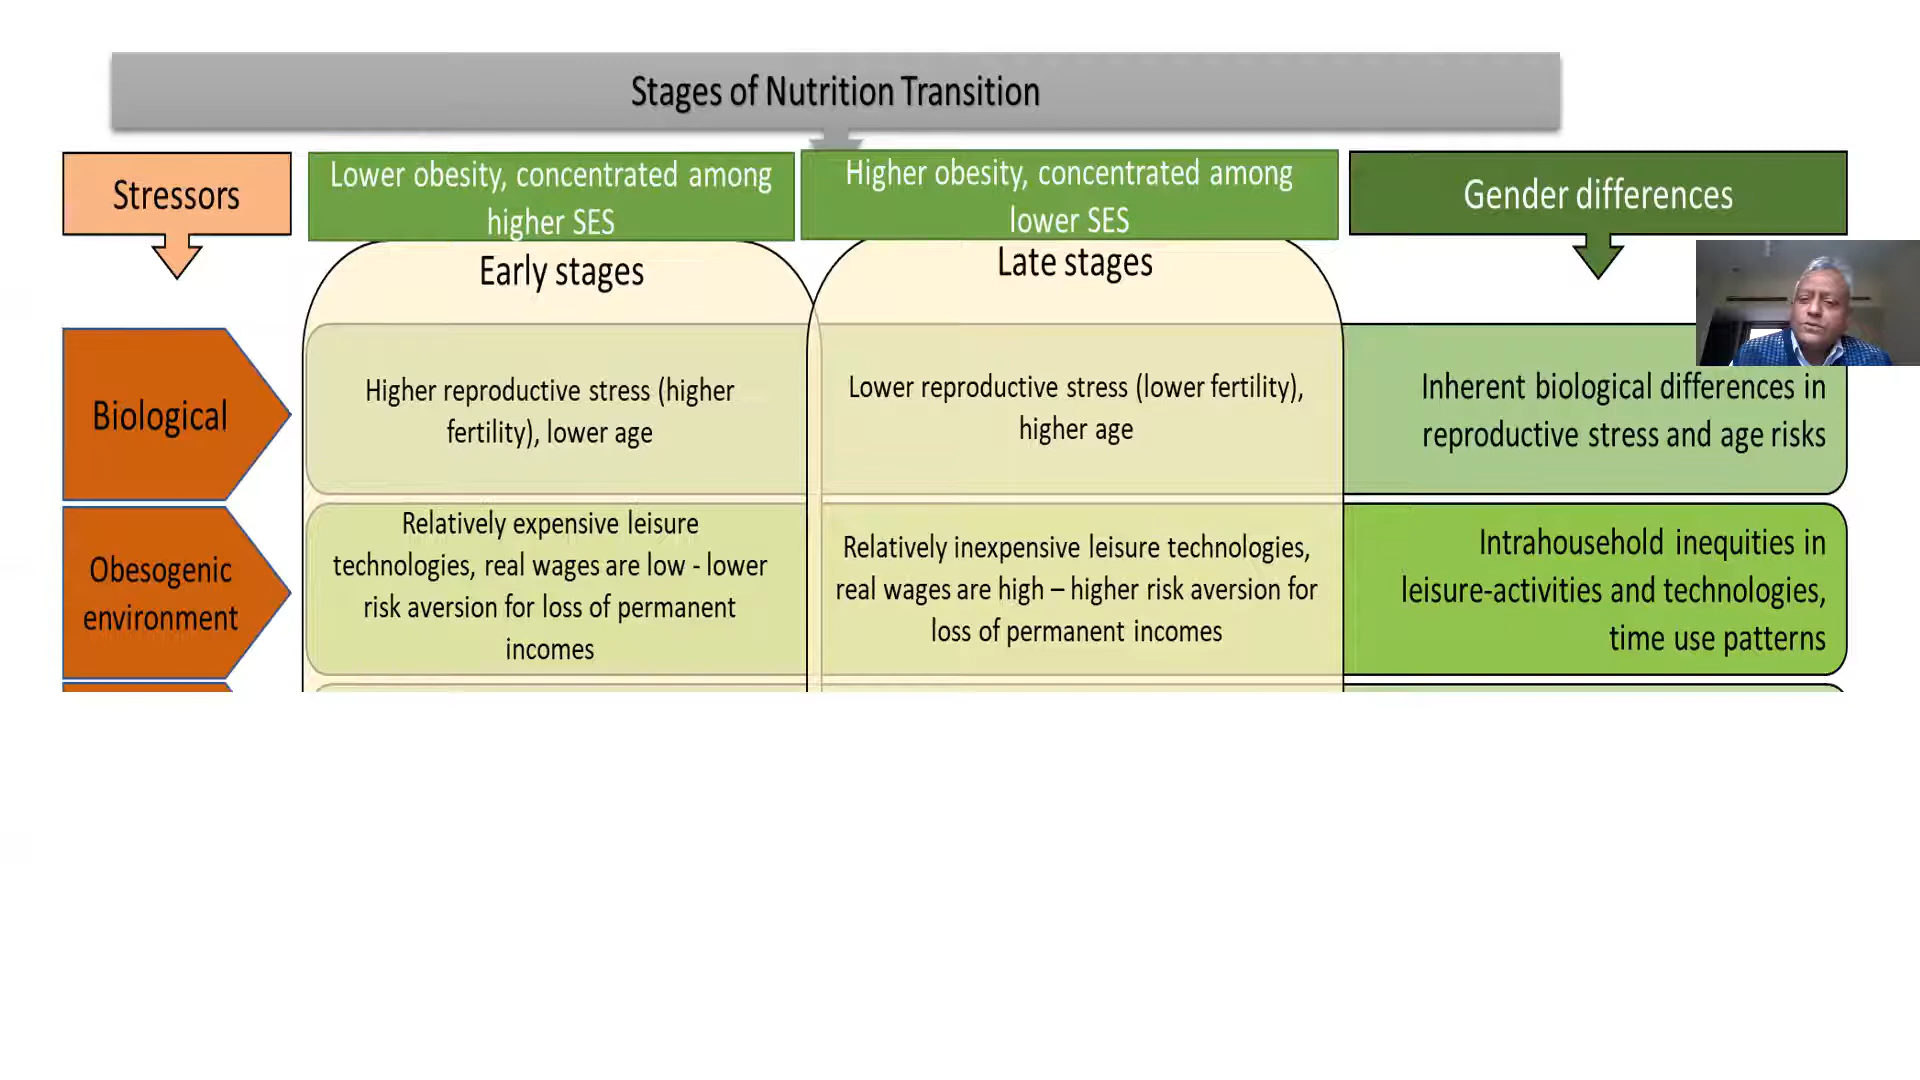 Stages of Nutrition Transition
Stressors
Lower obesity, concentrated among
higher SES
Higher obesity, concentrated among
lower SES
Gender differences
Early stages
Late stages
Biological
Higher reproductive stress (higher
fertility), lower age
Lower reproductive stress (lower fertility),
higher age
Inherent biological differences in
reproductive stress and age risks
Obesogenic
environment
Relatively expensive leisure
technologies, real wages are low - lower
risk aversion for loss of permanent
incomes
Relatively inexpensive leisure technologies,
real wages are high – higher risk aversion for
loss of permanent incomes
Intrahousehold inequities in
leisure-activities and technologies,
time use patterns